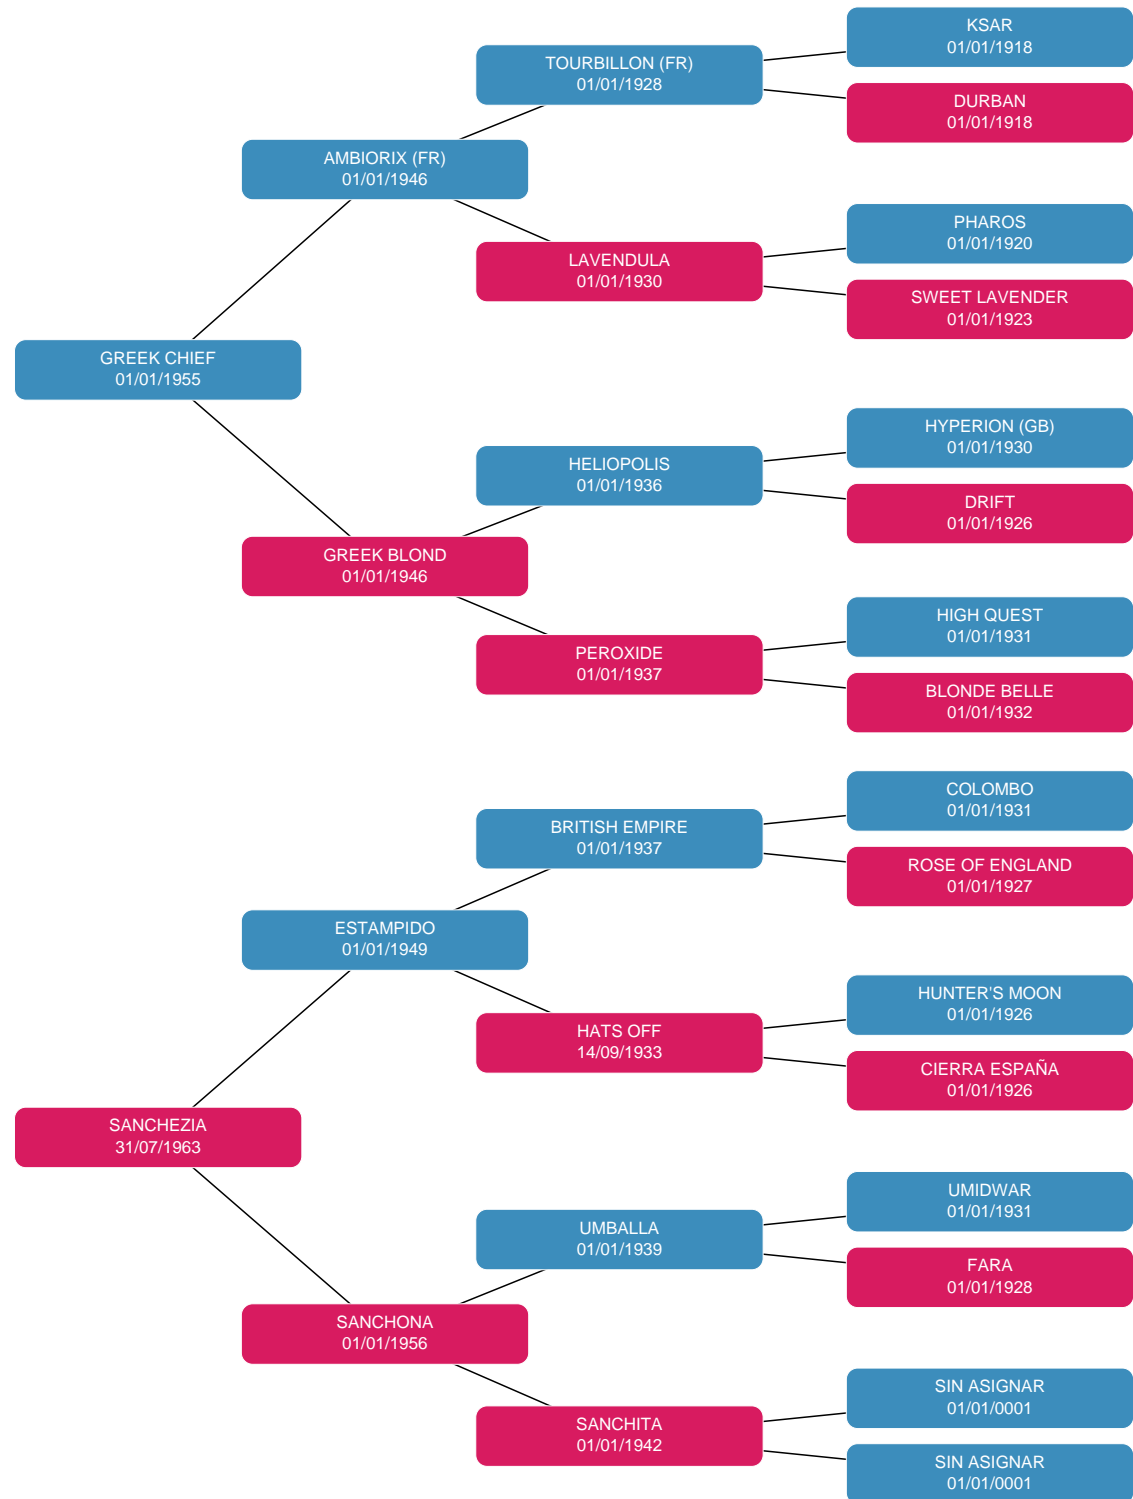 KSAR
01/01/1918
TOURBILLON (FR)
01/01/1928
DURBAN
01/01/1918
AMBIORIX (FR)
01/01/1946
PHAROS
01/01/1920
LAVENDULA
01/01/1930
SWEET LAVENDER
01/01/1923
GREEK CHIEF
01/01/1955
HYPERION (GB)
01/01/1930
HELIOPOLIS
01/01/1936
DRIFT
01/01/1926
GREEK BLOND
01/01/1946
HIGH QUEST
01/01/1931
PEROXIDE
01/01/1937
BLONDE BELLE
01/01/1932
COLOMBO
01/01/1931
BRITISH EMPIRE
01/01/1937
ROSE OF ENGLAND
01/01/1927
ESTAMPIDO
01/01/1949
HUNTER'S MOON
01/01/1926
HATS OFF
14/09/1933
CIERRA ESPAÑA
01/01/1926
SANCHEZIA
31/07/1963
UMIDWAR
01/01/1931
UMBALLA
01/01/1939
FARA
01/01/1928
SANCHONA
01/01/1956
SIN ASIGNAR
01/01/0001
SANCHITA
01/01/1942
SIN ASIGNAR
01/01/0001